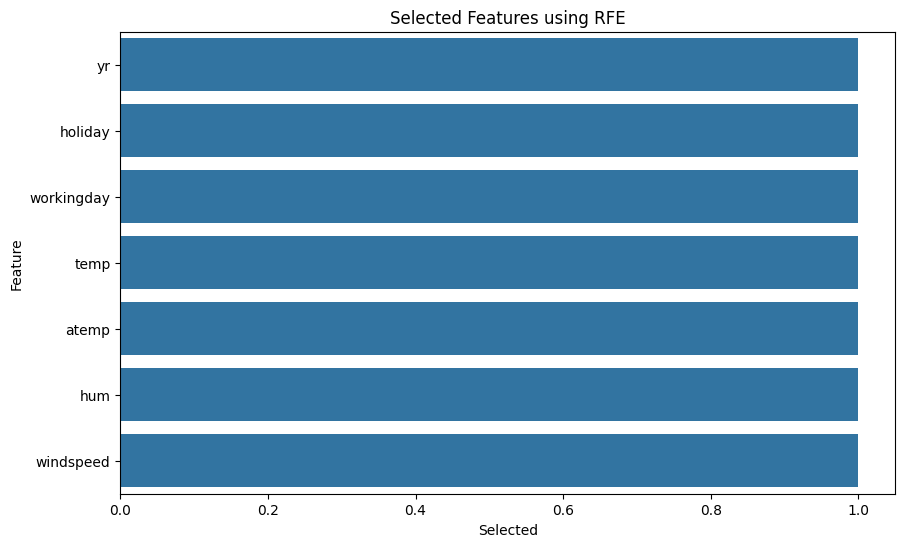 Selected Features using RFE
yr
holiday
workingday
temp
atemp
hum
windspeed
Feature
0.0 0.2 0.4 0.6 0.8 1.0
Selected